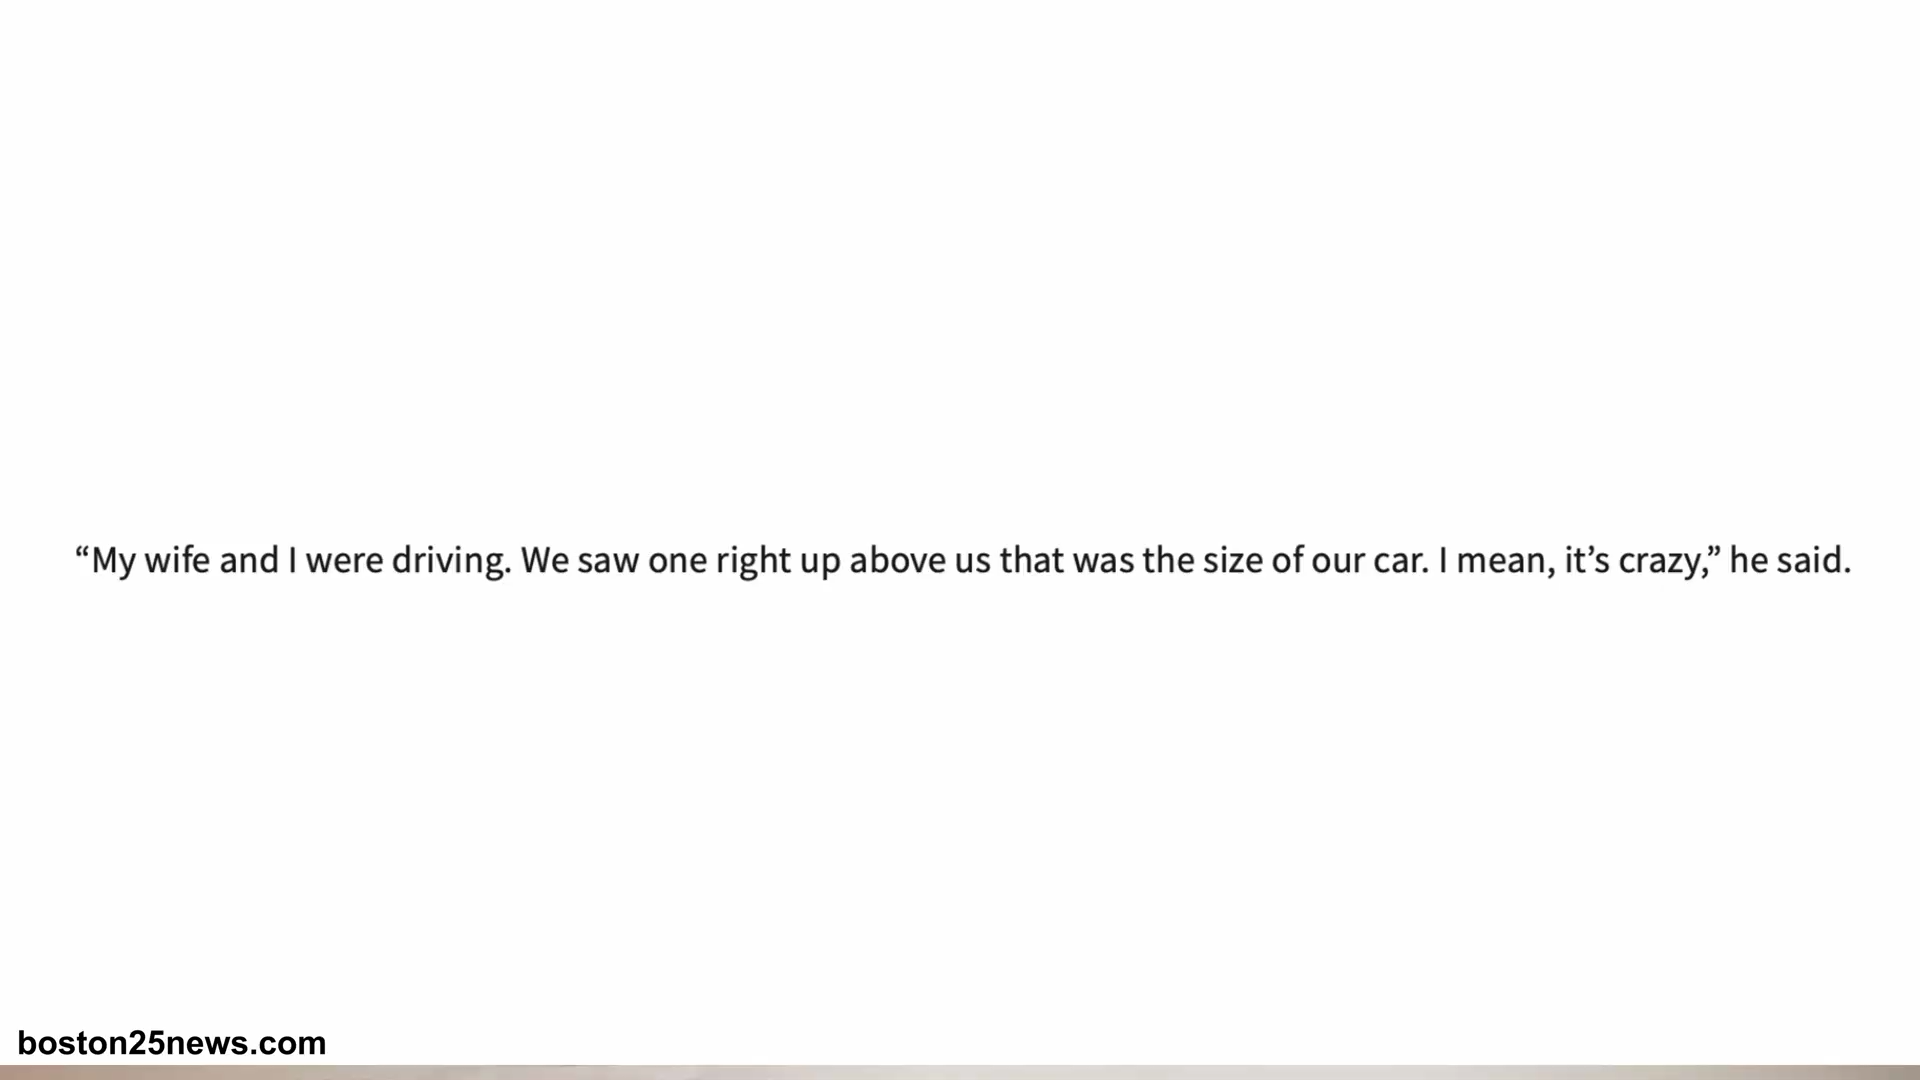 “My wife and I were driving. We saw one right up above us that was the size of our car. I mean, it’s crazy,” he said.
boston25news.com